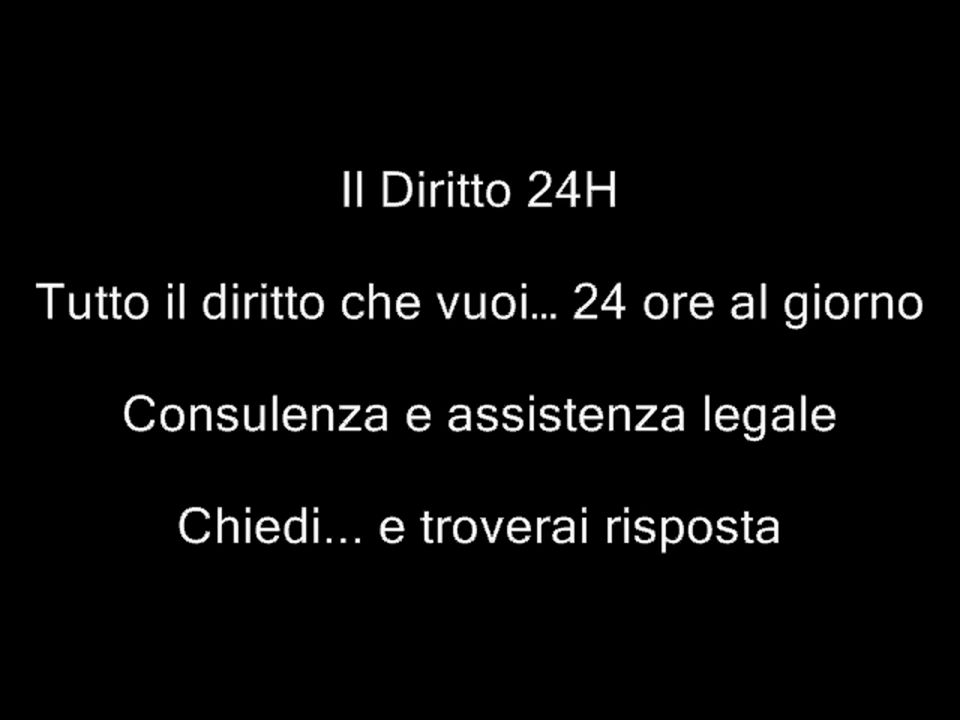 Il Diritto 24H
Tutto il diritto che vuoi... 24 ore al giorno
Consulenza e assistenza legale
Chiedi... e troverai risposta